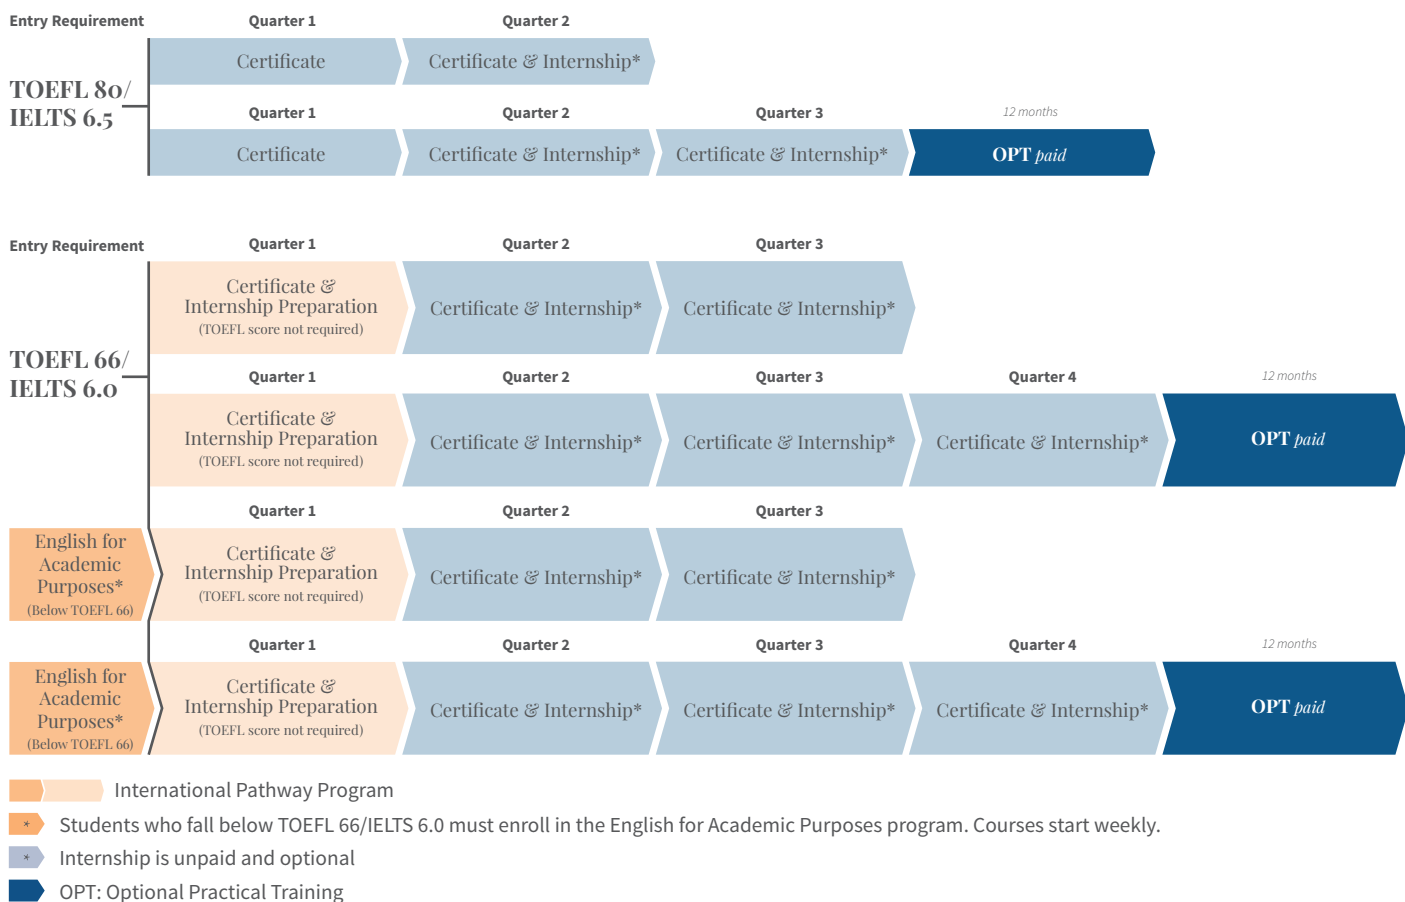 Entry Requirement Quarter 1 Quarter 2
Certificate Certificate & Internship*
TOEFL 80/
IELTS 6.5
Quarter 1 Quarter 2 Quarter 3 12 months
Certificate Certificate & Internship* Certificate & Internship* OPT paid
Entry Requirement Quarter 1 Quarter 2 Quarter 3
Certificate &
Internship Preparation
(TOEFL score not required)
Certificate & Internship* Certificate & Internship*
TOEFL 66/
IELTS 6.0
Quarter 1 Quarter 2 Quarter 3 Quarter 4 12 months
Certificate &
Internship Preparation
(TOEFL score not required)
Certificate & Internship* Certificate & Internship* Certificate & Internship* OPT paid
Quarter 1 Quarter 2 Quarter 3
English for
Academic
Purposes*
(Below TOEFL 66)
Certificate &
Internship Preparation
(TOEFL score not required)
Certificate & Internship* Certificate & Internship*
Quarter 1 Quarter 2 Quarter 3 Quarter 4 12 months
English for
Academic
Purposes*
(Below TOEFL 66)
Certificate &
Internship Preparation
(TOEFL score not required)
Certificate & Internship* Certificate & Internship* Certificate & Internship* OPT paid
International Pathway Program
* Students who fall below TOEFL 66/IELTS 6.0 must enroll in the English for Academic Purposes program. Courses start weekly.
* Internship is unpaid and optional
OPT: Optional Practical Training